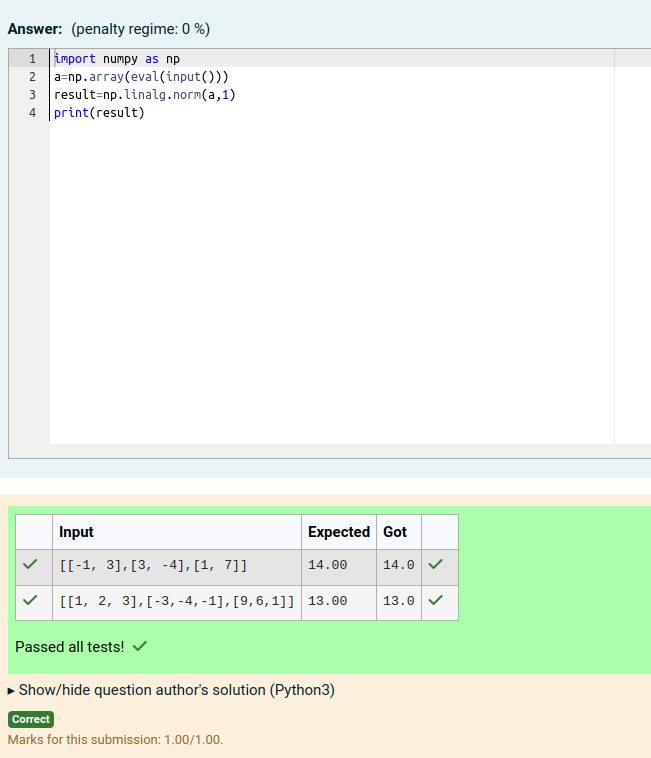 Answer: (penalty regime: 0 %)
1 import numpy as np
2 a=np.array(eval(input()))
3 result=np.linalg.norm(a,1)
4 print(result)
Input Expected Got
[[-1, 3],[3, -4],[1, 7]] 14.00 14.0
[[1, 2, 3],[-3,-4,-1],[9,6,1]] 13.00 13.0
Passed all tests!
Show/hide question author's solution (Python3)
Correct
Marks for this submission: 1.00/1.00.